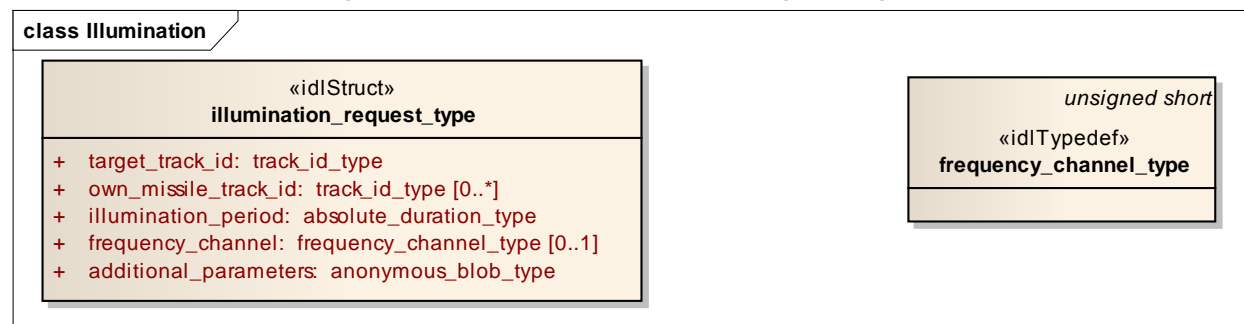 class Illumination
«idlStruct»
illumination_request_type
+ target_track_id: track_id_type
+ own_missile_track_id: track_id_type [0..*]
+ illumination_period: absolute_duration_type
+ frequency_channel: frequency_channel_type [0..1]
+ additional_parameters: anonymous_blob_type
unsigned short
«idlTypedef»
frequency_channel_type